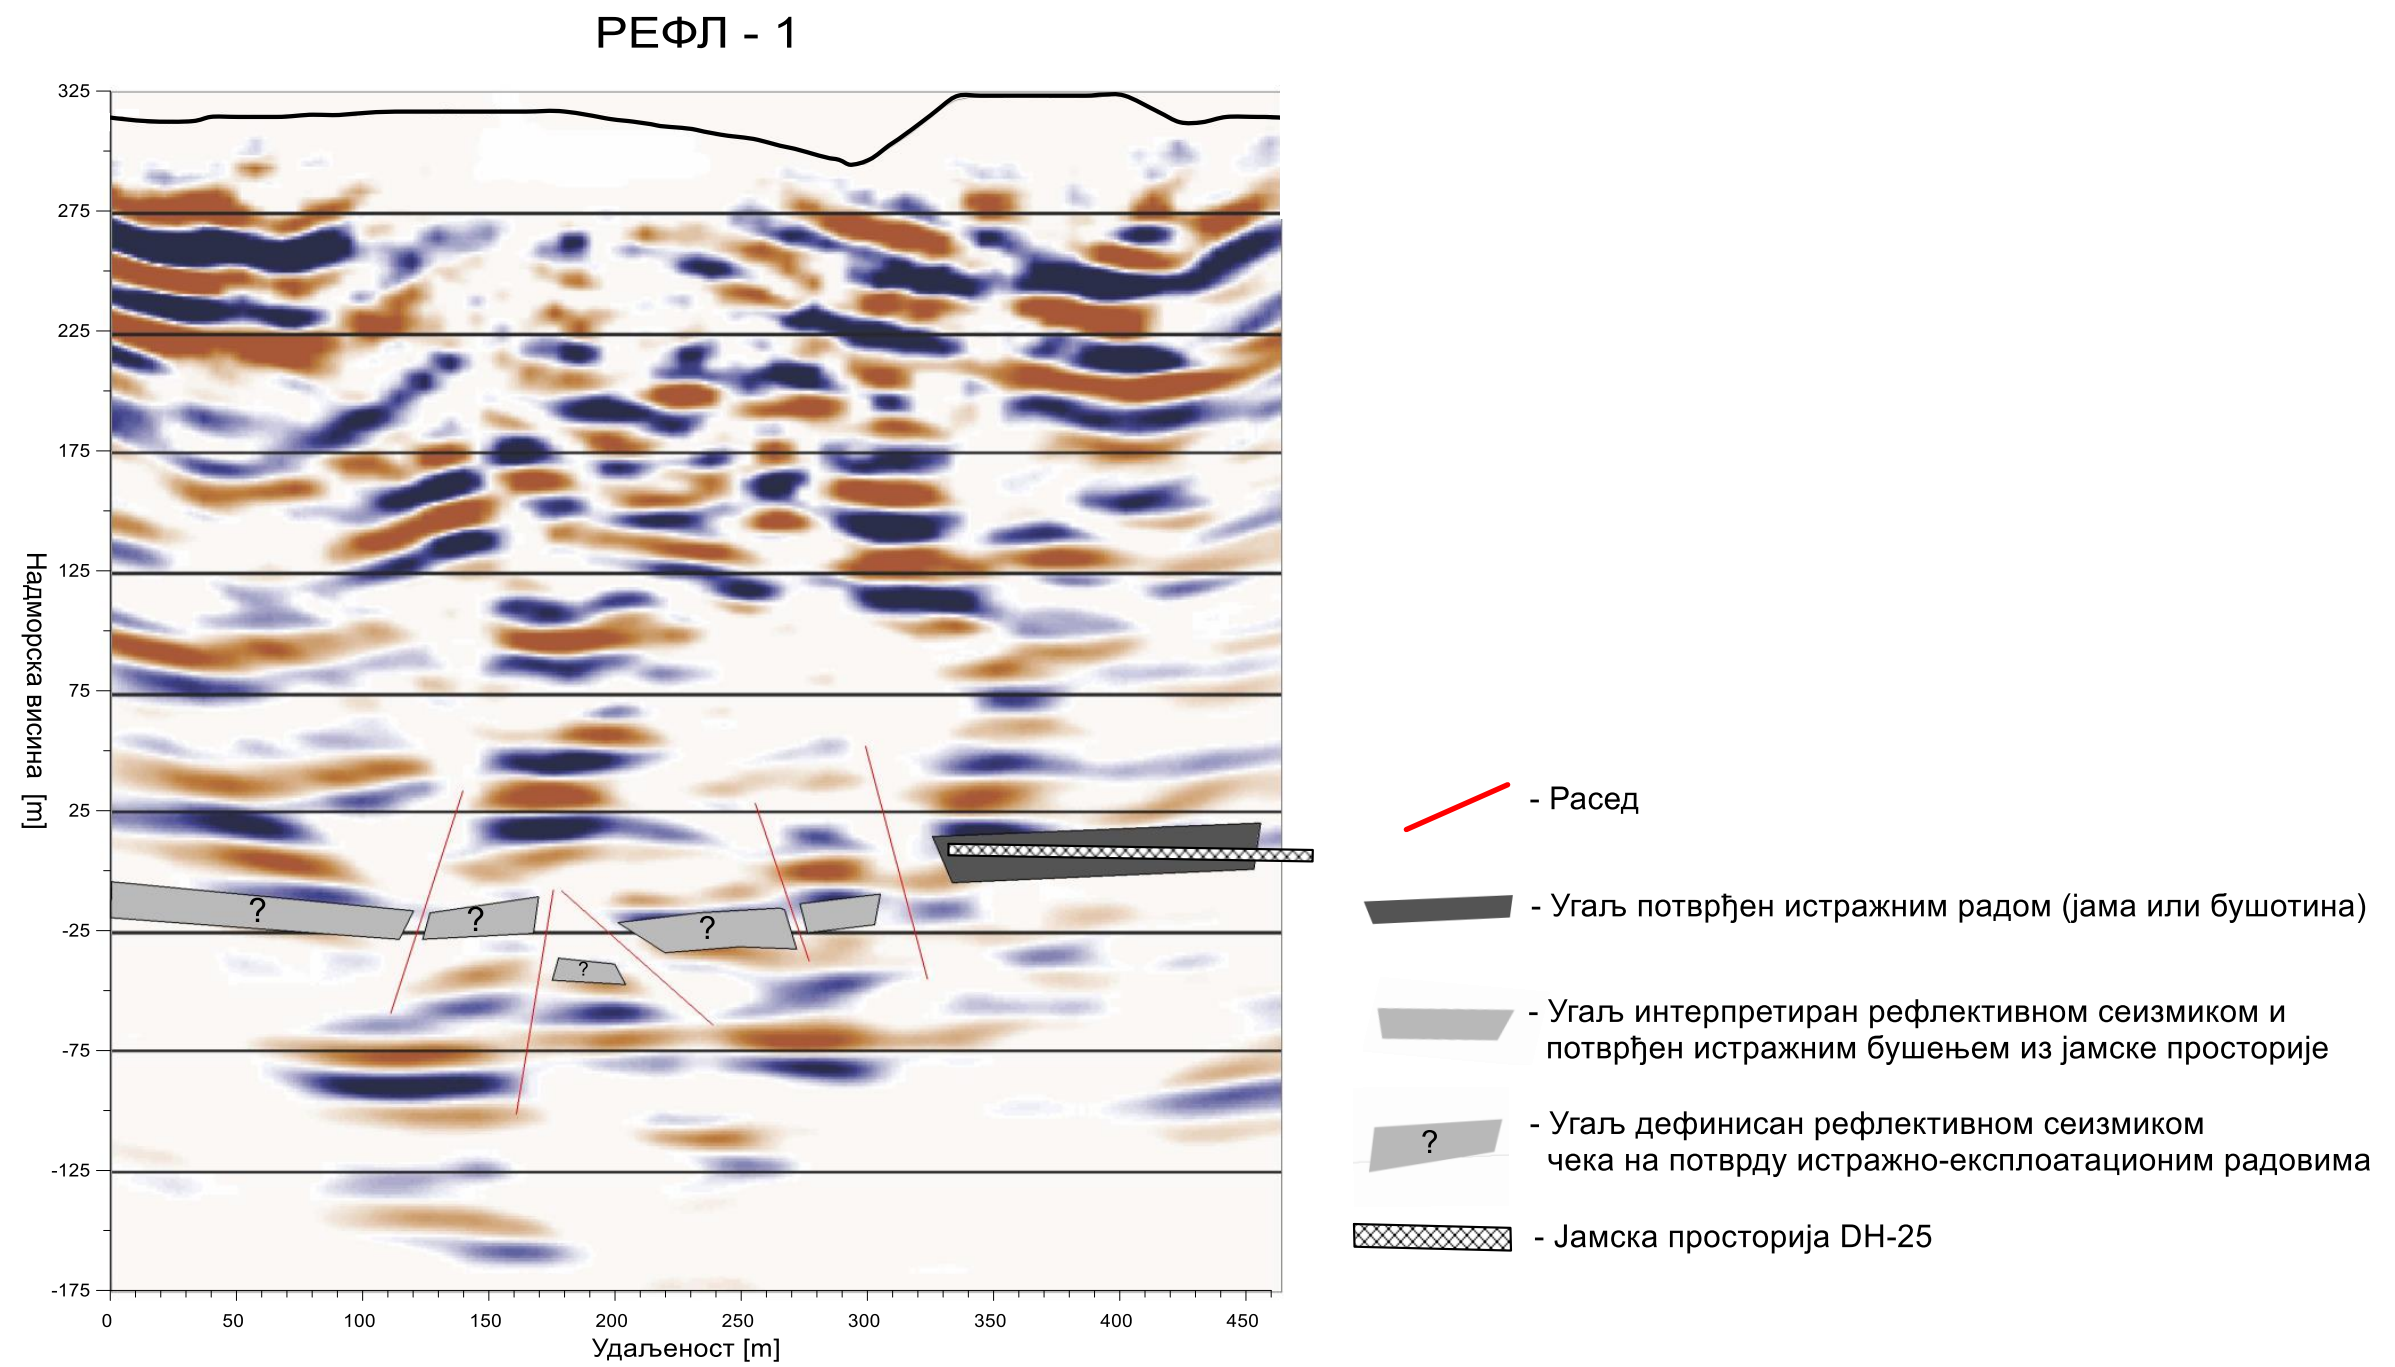 РЕФЛ - 1
325
275
225
175
125
75
25
-25
-75
-125
-175
Надморска висина [m]
? ? ? ?
0 50 100 150 200 250 300 350 400 450
Удаљеност [m]
- Расед
- Угаљ потврђен истражним радом (јама или бушотина)
- Угаљ интерпретиран рефлективном сеизмиком и
потврђен истражним бушењем из јамске просторије
?
- Угаљ дефинисан рефлективном сеизмиком
чека на потврду истражно-експлоатационим радовима
- Јамска просторија DH-25